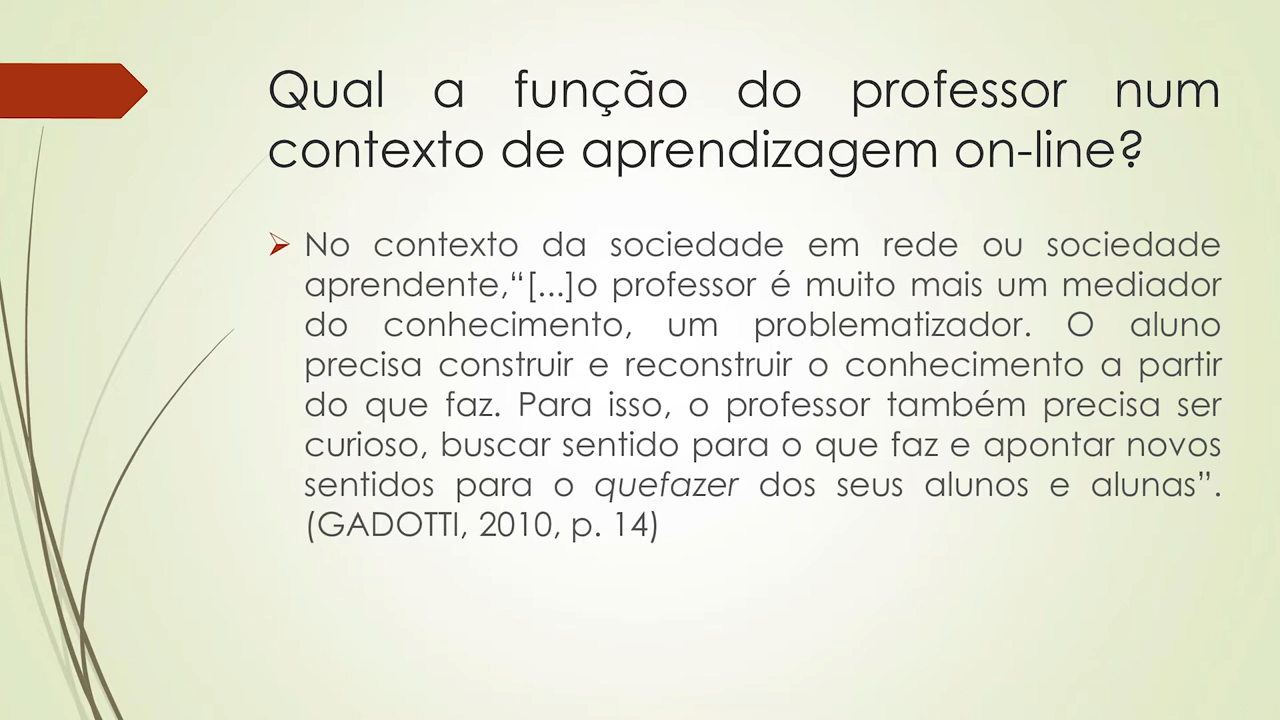 Qual a função do professor num
contexto de aprendizagem on-line?
No contexto da sociedade em rede ou sociedade
aprendente,“[...]o professor é muito mais um mediador
do conhecimento, um problematizador. O aluno
precisa construir e reconstruir o conhecimento a partir
do que faz. Para isso, o professor também precisa ser
curioso, buscar sentido para o que faz e apontar novos
sentidos para o quefazer dos seus alunos e alunas”.
(GADOTTI, 2010, p. 14)